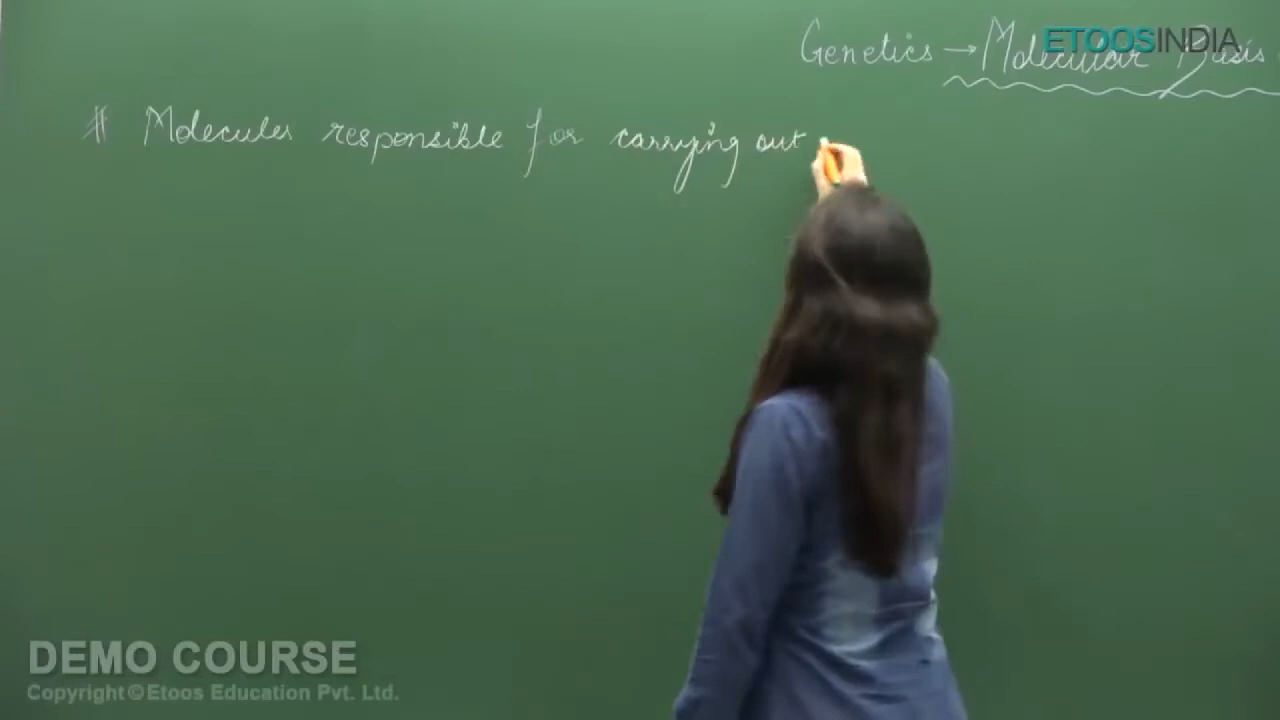 ETOOSINDIA
Genetics → Molecular Basis
# Molecules responsible for carrying out
DEMO COURSE
Copyright©Etoos Education Pvt. Ltd.